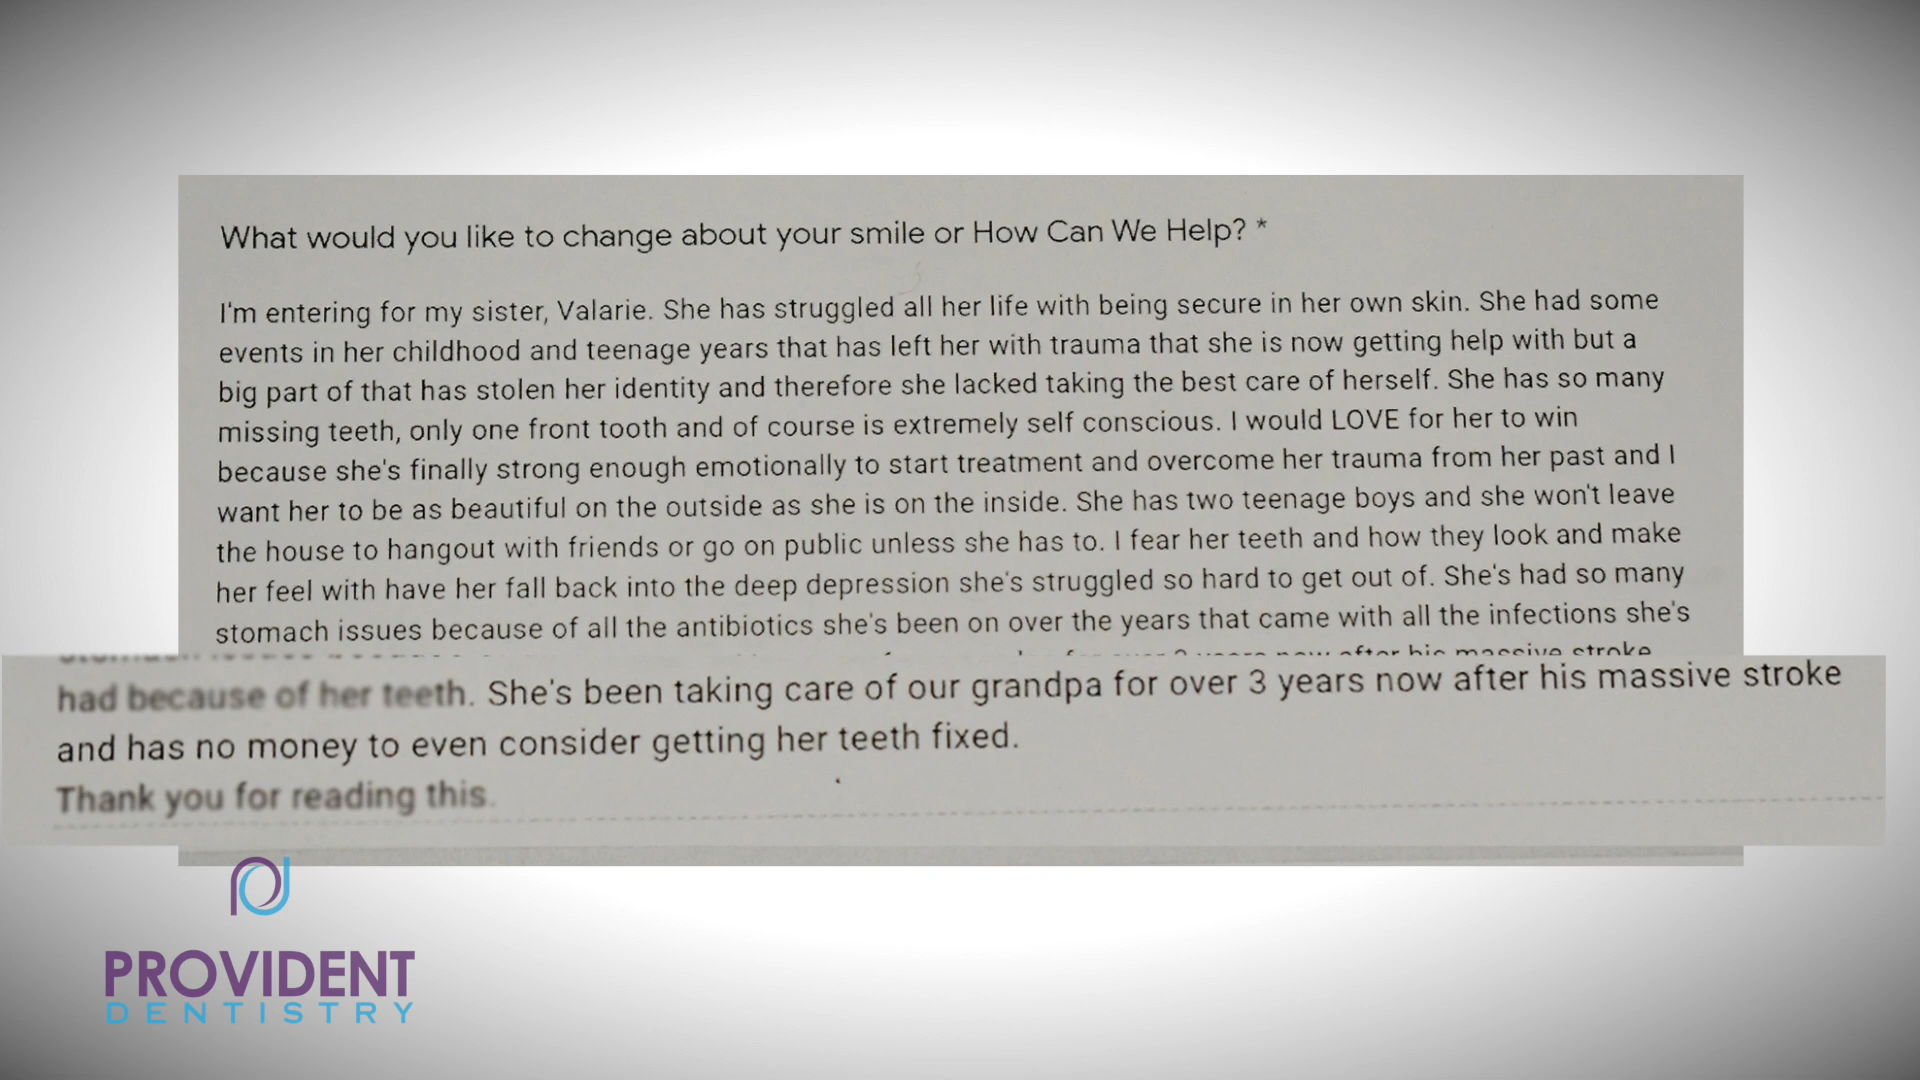 What would you like to change about your smile or How Can We Help? *
I'm entering for my sister, Valarie. She has struggled all her life with being secure in her own skin. She had some
events in her childhood and teenage years that has left her with trauma that she is now getting help with but a
big part of that has stolen her identity and therefore she lacked taking the best care of herself. She has so many
missing teeth, only one front tooth and of course is extremely self conscious. I would LOVE for her to win
because she's finally strong enough emotionally to start treatment and overcome her trauma from her past and I
want her to be as beautiful on the outside as she is on the inside. She has two teenage boys and she won't leave
the house to hangout with friends or go on public unless she has to. I fear her teeth and how they look and make
her feel with have her fall back into the deep depression she's struggled so hard to get out of. She's had so many
stomach issues because of all the antibiotics she's been on over the years that came with all the infections she's
after his massive stroke
had because of her teeth. She's been taking care of our grandpa for over 3 years now after his massive stroke
and has no money to even consider getting her teeth fixed.
Thank you for reading this.
PROVIDENT
DENTISTRY